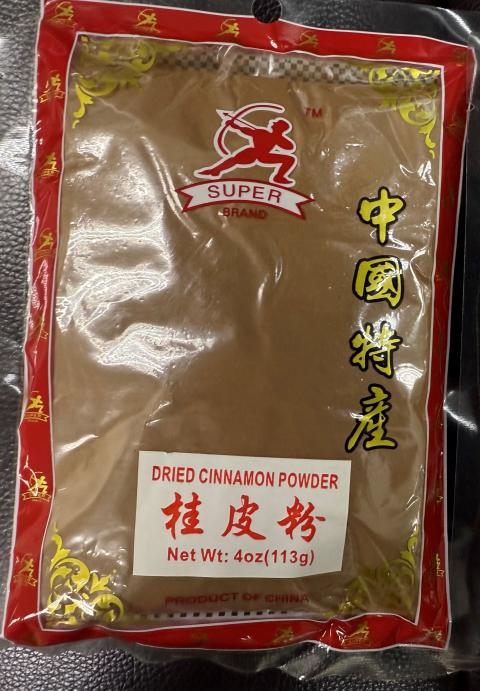 TM
SUPER
BRAND
中國特產
DRIED CINNAMON POWDER
桂皮粉
Net Wt: 4oz(113g)
PRODUCT OF CHINA